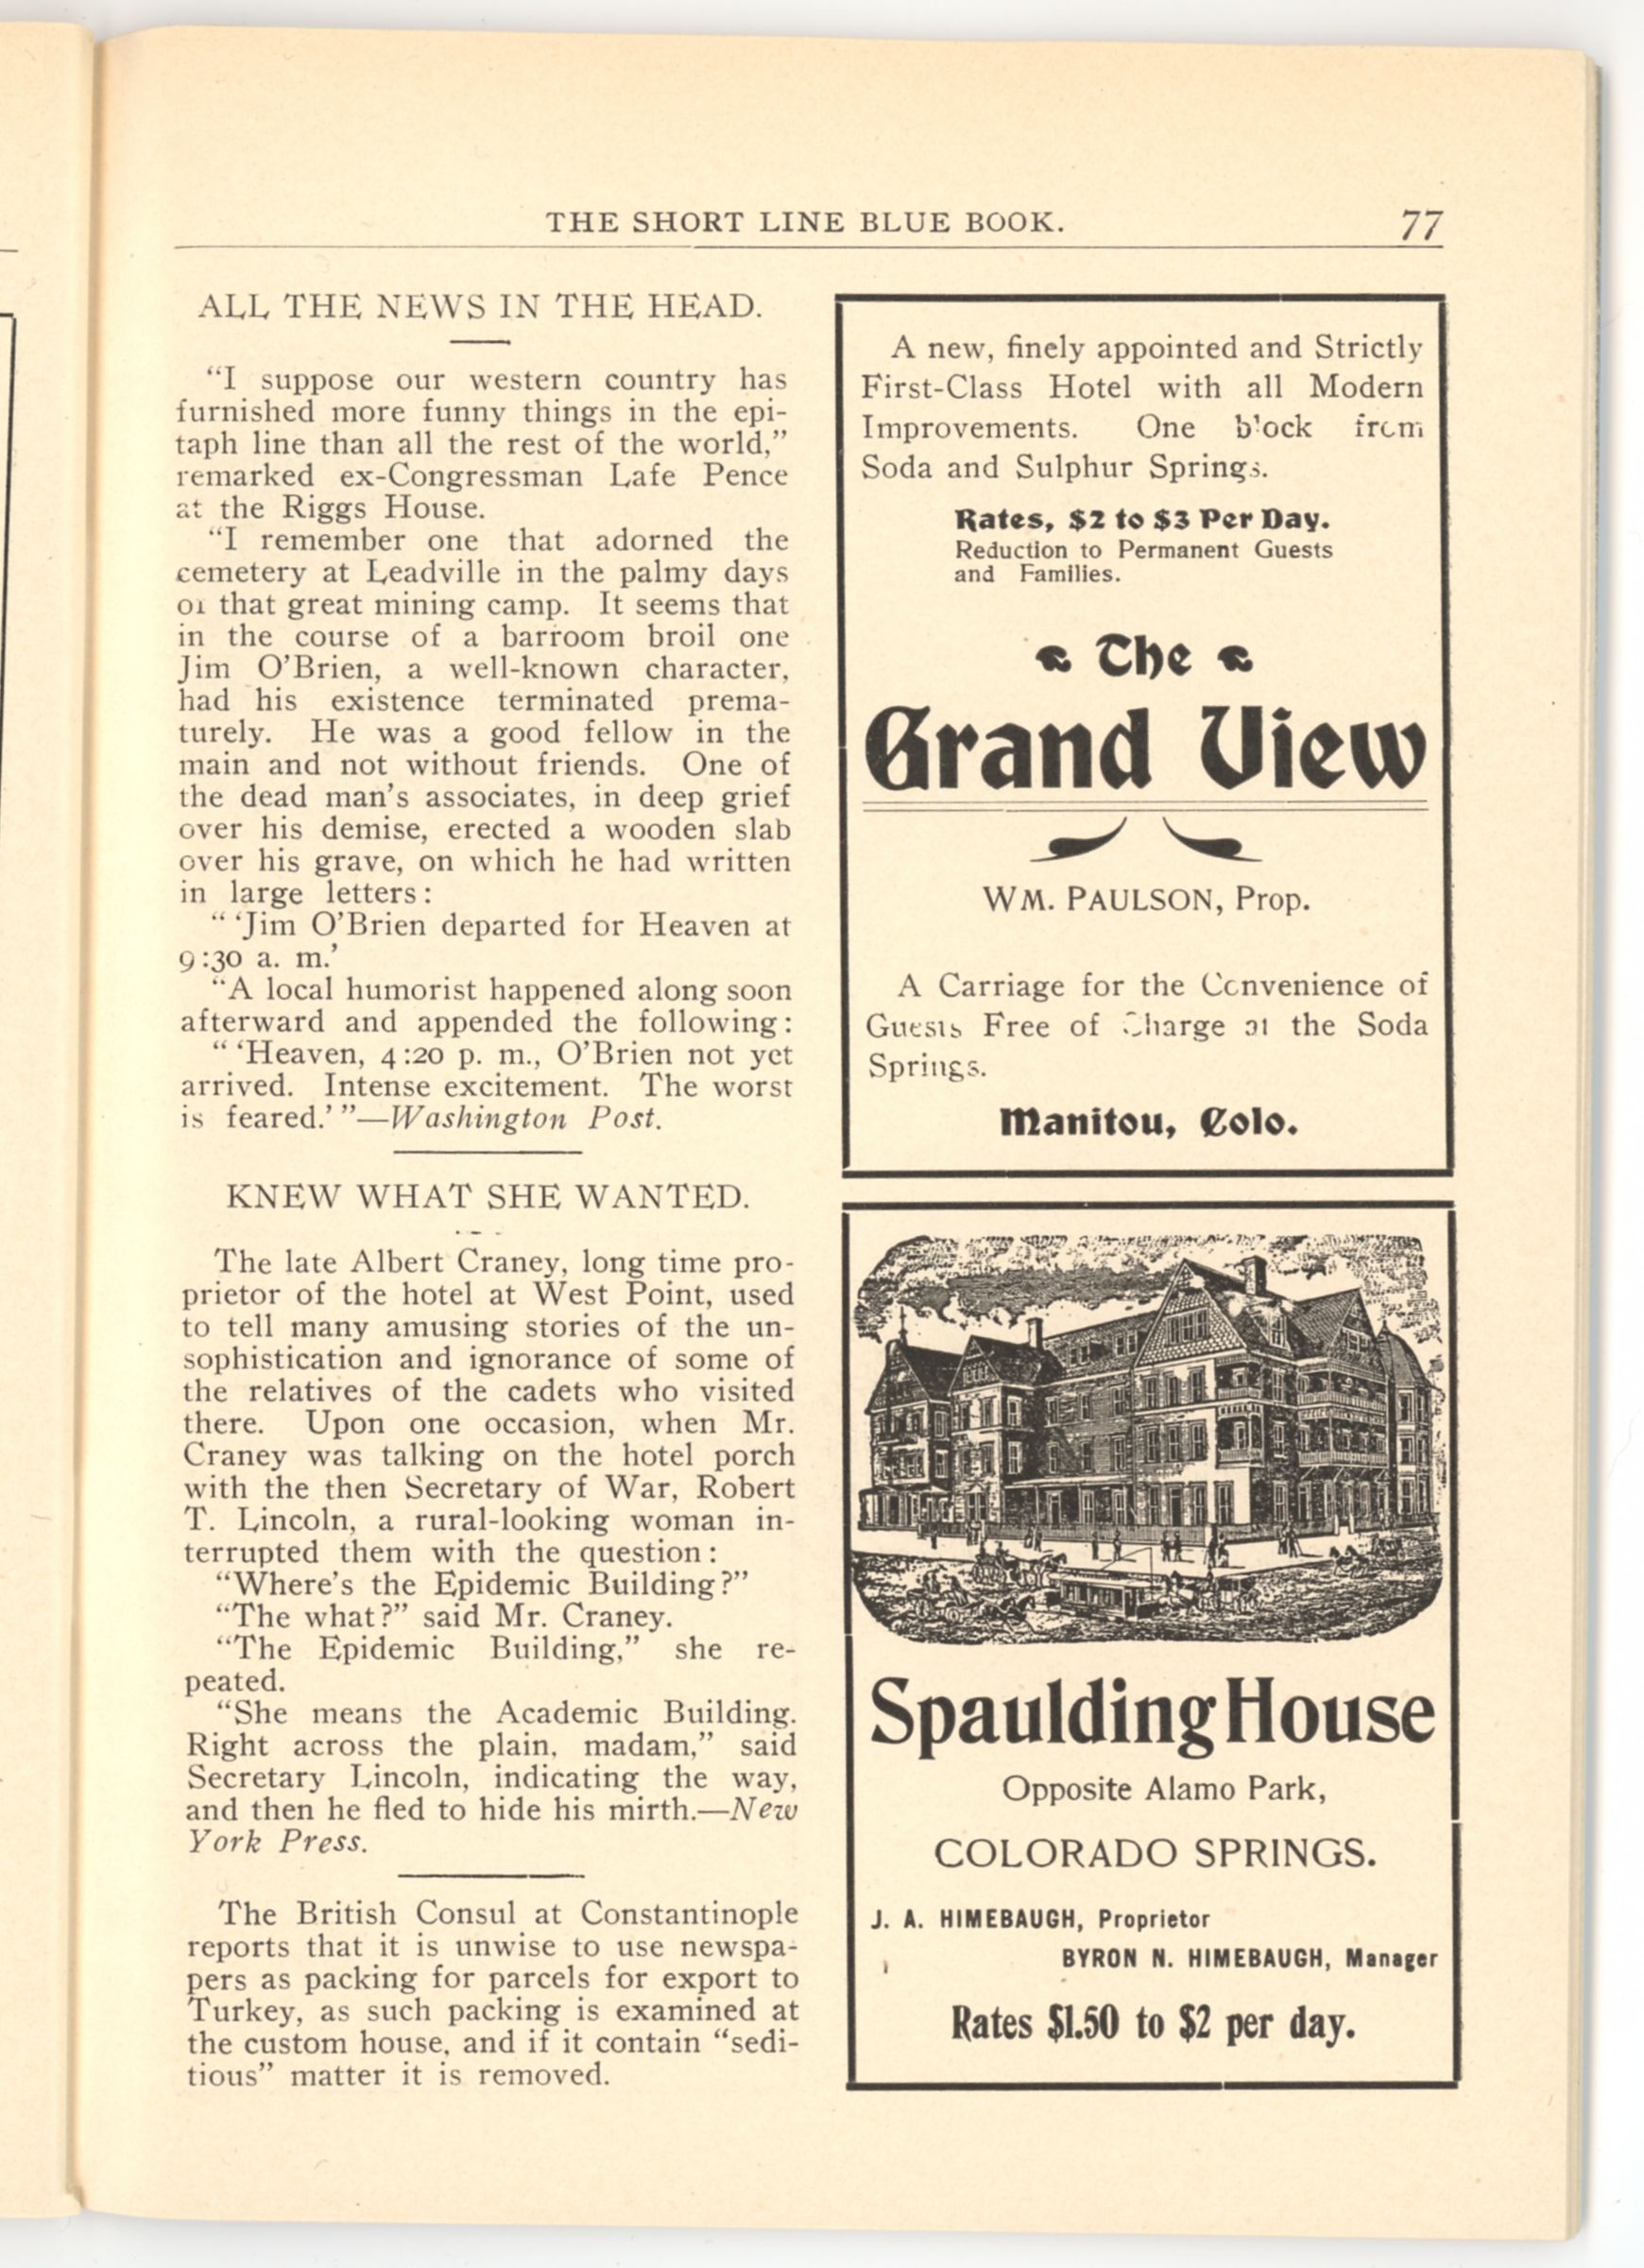 THE SHORT LINE BLUE BOOK. 77
ALL THE NEWS IN THE HEAD.
“I suppose our western country has
furnished more funny things in the epi-
taph line than all the rest of the world,”
remarked ex-Congressman Lafe Pence
at the Riggs House.
“I remember one that adorned the
cemetery at Leadville in the palmy days
of that great mining camp. It seems that
in the course of a barroom broil one
Jim O’Brien, a well-known character,
had his existence terminated prema-
turely. He was a good fellow in the
main and not without friends. One of
the dead man’s associates, in deep grief
over his demise, erected a wooden slab
over his grave, on which he had written
in large letters:
“ ‘Jim O’Brien departed for Heaven at
9:30 a. m.’
“A local humorist happened along soon
afterward and appended the following:
“ ‘Heaven, 4:20 p. m., O’Brien not yet
arrived. Intense excitement. The worst
is feared.’ ”—Washington Post.
KNEW WHAT SHE WANTED.
The late Albert Craney, long time pro-
prietor of the hotel at West Point, used
to tell many amusing stories of the un-
sophistication and ignorance of some of
the relatives of the cadets who visited
there. Upon one occasion, when Mr.
Craney was talking on the hotel porch
with the then Secretary of War, Robert
T. Lincoln, a rural-looking woman in-
terrupted them with the question:
“Where’s the Epidemic Building?”
“The what?” said Mr. Craney.
“The Epidemic Building,” she re-
peated.
“She means the Academic Building.
Right across the plain, madam,” said
Secretary Lincoln, indicating the way,
and then he fled to hide his mirth.—New
York Press.
The British Consul at Constantinople
reports that it is unwise to use newspa-
pers as packing for parcels for export to
Turkey, as such packing is examined at
the custom house, and if it contain “sedi-
tious” matter it is removed.
A new, finely appointed and Strictly
First-Class Hotel with all Modern
Improvements. One block from
Soda and Sulphur Springs.
Rates, $2 to $3 Per Day.
Reduction to Permanent Guests
and Families.
The
Grand View
WM. PAULSON, Prop.
A Carriage for the Convenience of
Guests Free of Charge at the Soda
Springs.
Manitou, Colo.
Spaulding House
Opposite Alamo Park,
COLORADO SPRINGS.
J. A. HIMEBAUGH, Proprietor
BYRON N. HIMEBAUGH, Manager
Rates $1.50 to $2 per day.